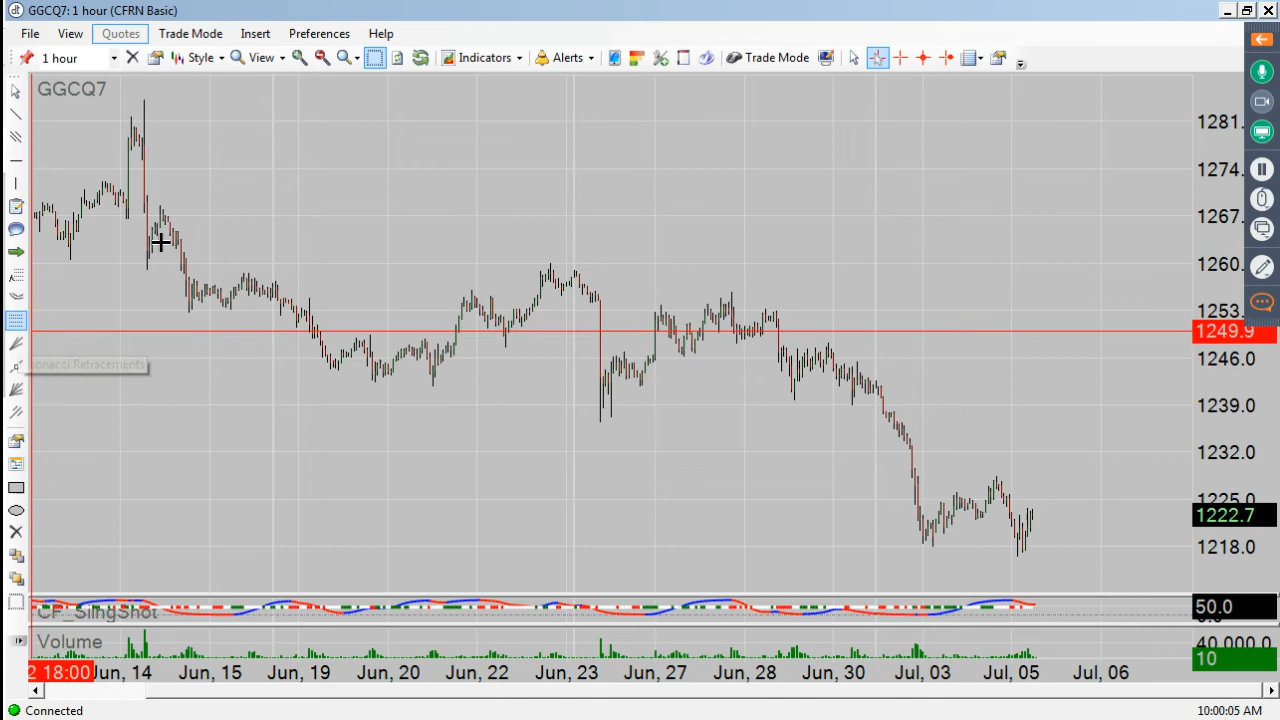 GGCQ7: 1 hour (CFRN Basic)
File View Quotes Trade Mode Insert Preferences Help
1 hour Style View Indicators Alerts Trade Mode
GGCQ7
1281.
1274.
1267.
1260.
1253.
1249.9
1246.0
1239.0
1232.0
1225.0
1222.7
1218.0
onacci Retracements
CF_SlingShot
50.0
Volume
40 000.0
10
2 18:00 Jun, 14 Jun, 15 Jun, 19 Jun, 20 Jun, 22 Jun, 23 Jun, 27 Jun, 28 Jun, 30 Jul, 03 Jul, 05 Jul, 06
Connected 10:00:05 AM